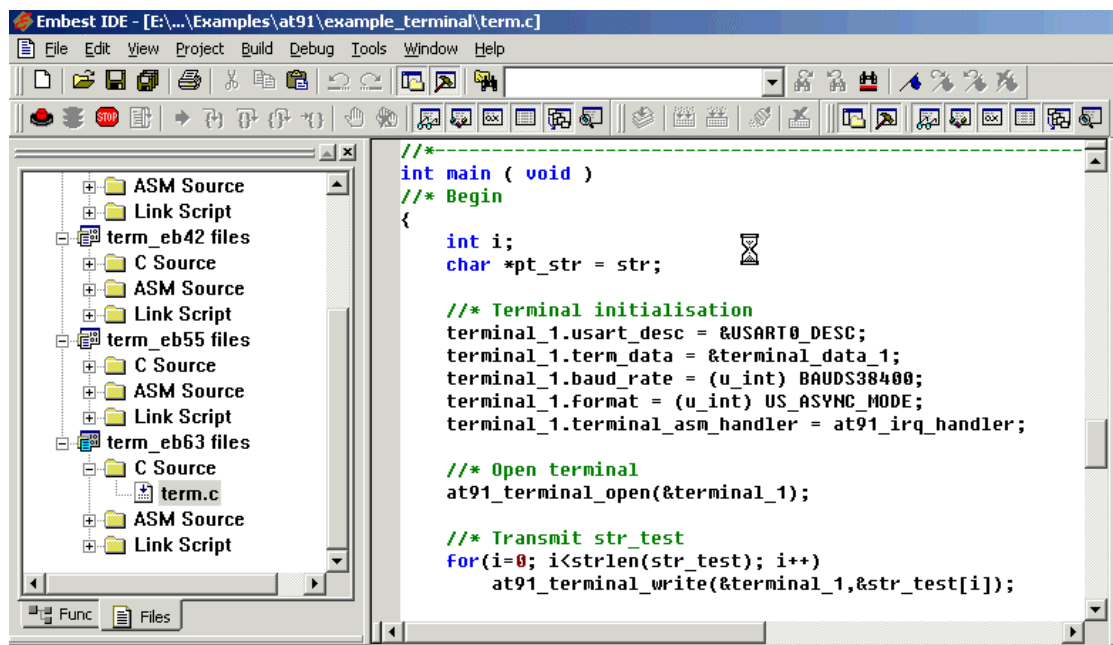 Embest IDE - [E:\...\Examples\at91\example_terminal\term.c]
File Edit View Project Build Debug Tools Window Help
STOP
ASM Source
Link Script
term_eb42 files
C Source
ASM Source
Link Script
term_eb55 files
C Source
ASM Source
Link Script
term_eb63 files
C Source
term.c
ASM Source
Link Script
Func Files
//*-----------------------------------------------------------
int main ( void )
//* Begin
{
int i;
char *pt_str = str;
//* Terminal initialisation
terminal_1.usart_desc = &USART0_DESC;
terminal_1.term_data = &terminal_data_1;
terminal_1.baud_rate = (u_int) BAUDS38400;
terminal_1.format = (u_int) US_ASYNC_MODE;
terminal_1.terminal_asm_handler = at91_irq_handler;
//* Open terminal
at91_terminal_open(&terminal_1);
//* Transmit str_test
for(i=0; i<strlen(str_test); i++)
at91_terminal_write(&terminal_1,&str_test[i]);